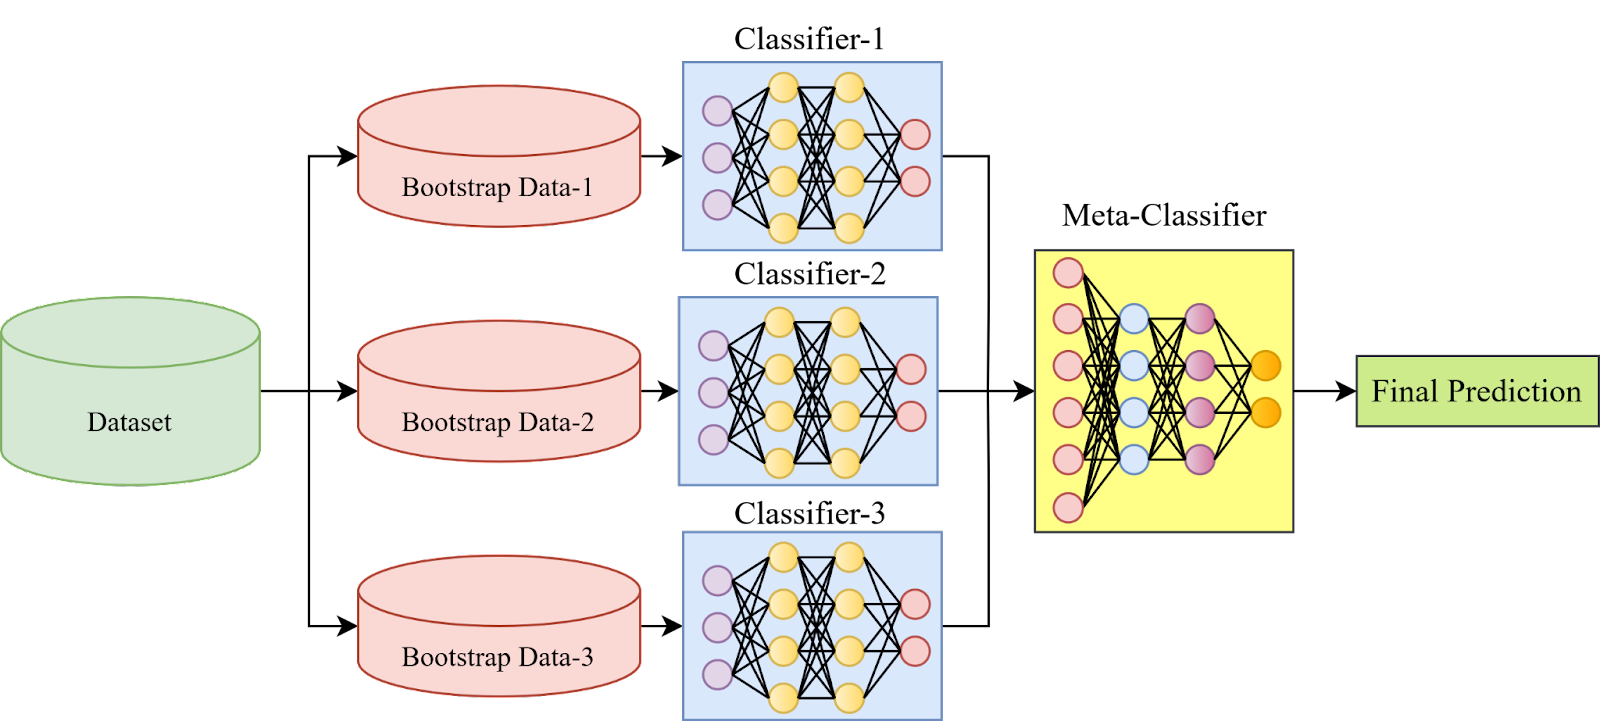 Classifier-1
Bootstrap Data-1
Classifier-2
Meta-Classifier
Dataset
Bootstrap Data-2
Final Prediction
Classifier-3
Bootstrap Data-3